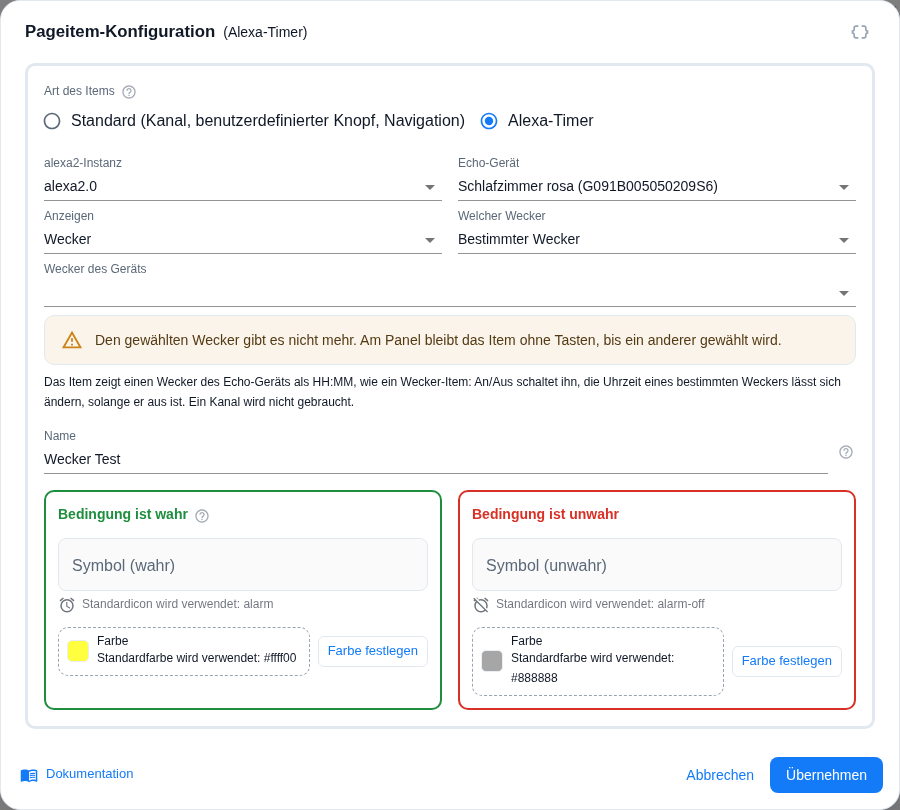 Pageitem-Konfiguration (Alexa-Timer)
Art des Items
Standard (Kanal, benutzerdefinierter Knopf, Navigation) Alexa-Timer
alexa2-Instanz Echo-Gerät
alexa2.0 Schlafzimmer rosa (G091B005050209S6)
Anzeigen Welcher Wecker
Wecker Bestimmter Wecker
Wecker des Geräts
Den gewählten Wecker gibt es nicht mehr. Am Panel bleibt das Item ohne Tasten, bis ein anderer gewählt wird.
Das Item zeigt einen Wecker des Echo-Geräts als HH:MM, wie ein Wecker-Item: An/Aus schaltet ihn, die Uhrzeit eines bestimmten Weckers lässt sich
ändern, solange er aus ist. Ein Kanal wird nicht gebraucht.
Name
Wecker Test
Bedingung ist wahr
Symbol (wahr)
Standardicon wird verwendet: alarm
Farbe
Standardfarbe wird verwendet: #ffff00
Farbe festlegen
Bedingung ist unwahr
Symbol (unwahr)
Standardicon wird verwendet: alarm-off
Farbe
Standardfarbe wird verwendet:
#888888
Farbe festlegen
Dokumentation
Abbrechen
Übernehmen